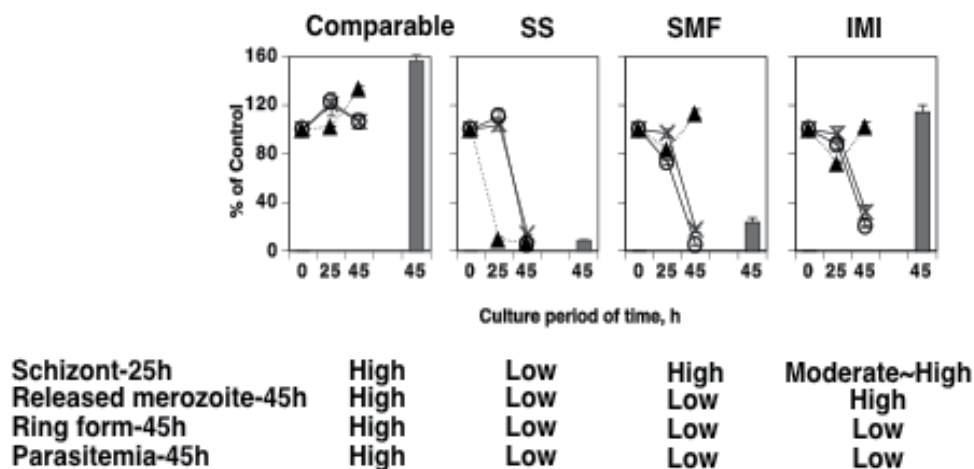 Comparable SS SMF IMI
160
120
80
40
0
% of Control
0 25 45 45 0 25 45 45 0 25 45 45 0 25 45 45
Culture period of time, h
Schizont-25h High Low High Moderate~High
Released merozoite-45h High Low Low High
Ring form-45h High Low Low Low
Parasitemia-45h High Low Low Low